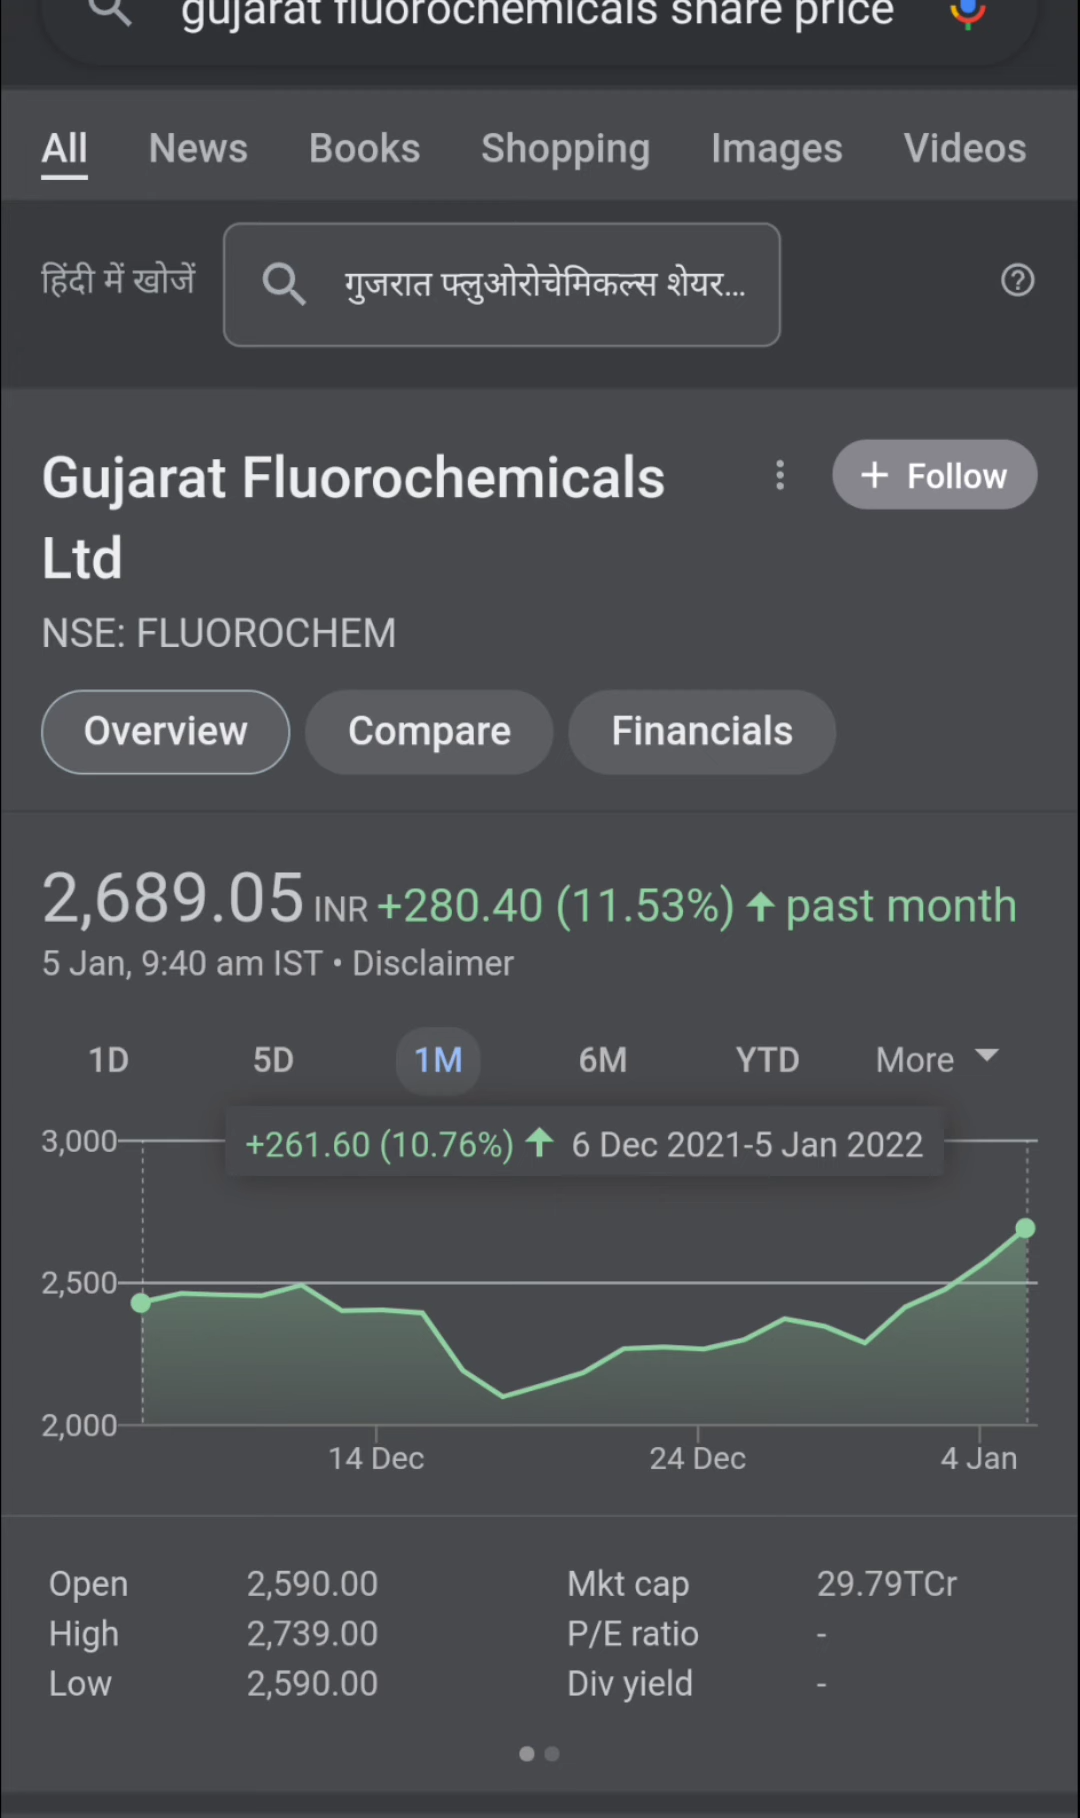 gujarat fluorochemicals share price
All News Books Shopping Images Videos
हिंदी में खोजें गुजरात फ्लुओरोचेमिकल्स शेयर...
Gujarat Fluorochemicals
Ltd
+ Follow
NSE: FLUOROCHEM
Overview Compare Financials
2,689.05 INR +280.40 (11.53%) ↑ past month
5 Jan, 9:40 am IST • Disclaimer
1D 5D 1M 6M YTD More
3,000 +261.60 (10.76%) ↑ 6 Dec 2021-5 Jan 2022
2,500
2,000
14 Dec 24 Dec 4 Jan
Open 2,590.00 Mkt cap 29.79TCr
High 2,739.00 P/E ratio -
Low 2,590.00 Div yield -